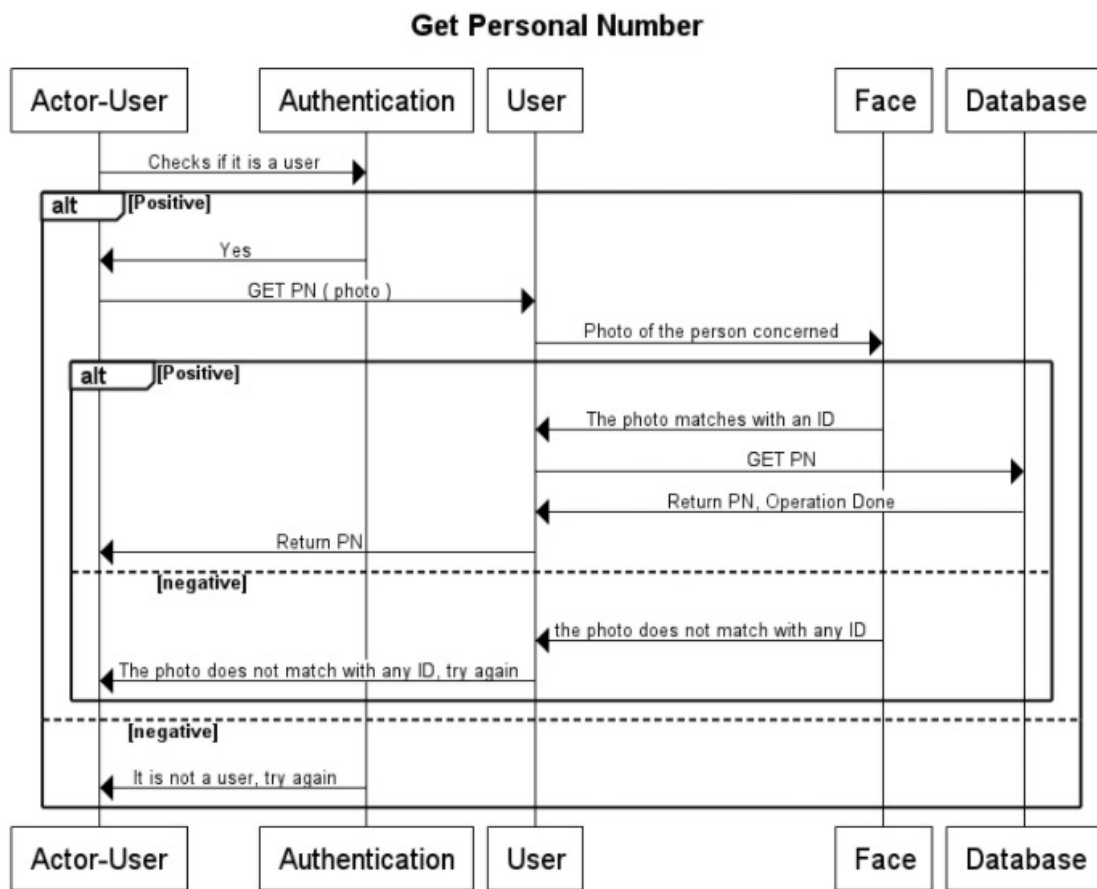 Get Personal Number
Actor-User Authentication User Face Database
Checks if it is a user
alt [Positive]
Yes
GET PN ( photo )
Photo of the person concerned
alt [Positive]
The photo matches with an ID
GET PN
Return PN, Operation Done
Return PN
[negative]
the photo does not match with any ID
The photo does not match with any ID, try again
[negative]
It is not a user, try again
Actor-User Authentication User Face Database